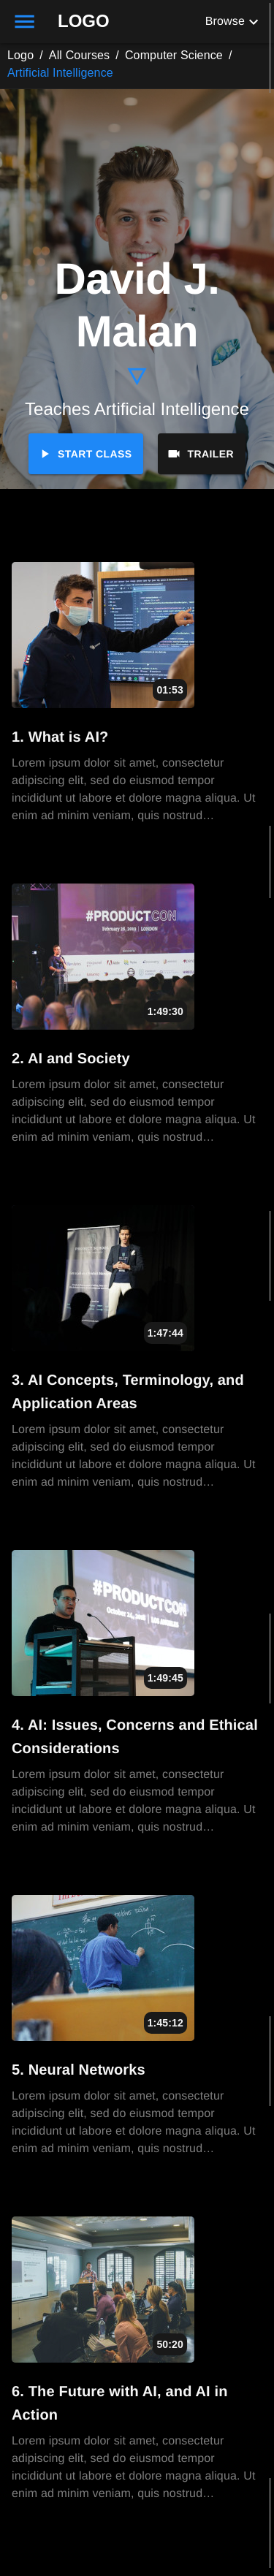 LOGO
Browse
Logo / All Courses / Computer Science /
Artificial Intelligence
David J.
Malan
Teaches Artificial Intelligence
START CLASS
TRAILER
01:53
1. What is AI?
Lorem ipsum dolor sit amet, consectetur
adipiscing elit, sed do eiusmod tempor
incididunt ut labore et dolore magna aliqua. Ut
enim ad minim veniam, quis nostrud…
#PRODUCTCON
LONDON
1:49:30
2. AI and Society
Lorem ipsum dolor sit amet, consectetur
adipiscing elit, sed do eiusmod tempor
incididunt ut labore et dolore magna aliqua. Ut
enim ad minim veniam, quis nostrud…
1:47:44
3. AI Concepts, Terminology, and
Application Areas
Lorem ipsum dolor sit amet, consectetur
adipiscing elit, sed do eiusmod tempor
incididunt ut labore et dolore magna aliqua. Ut
enim ad minim veniam, quis nostrud…
#PRODUCTCON
1:49:45
4. AI: Issues, Concerns and Ethical
Considerations
Lorem ipsum dolor sit amet, consectetur
adipiscing elit, sed do eiusmod tempor
incididunt ut labore et dolore magna aliqua. Ut
enim ad minim veniam, quis nostrud…
1:45:12
5. Neural Networks
Lorem ipsum dolor sit amet, consectetur
adipiscing elit, sed do eiusmod tempor
incididunt ut labore et dolore magna aliqua. Ut
enim ad minim veniam, quis nostrud…
50:20
6. The Future with AI, and AI in
Action
Lorem ipsum dolor sit amet, consectetur
adipiscing elit, sed do eiusmod tempor
incididunt ut labore et dolore magna aliqua. Ut
enim ad minim veniam, quis nostrud…